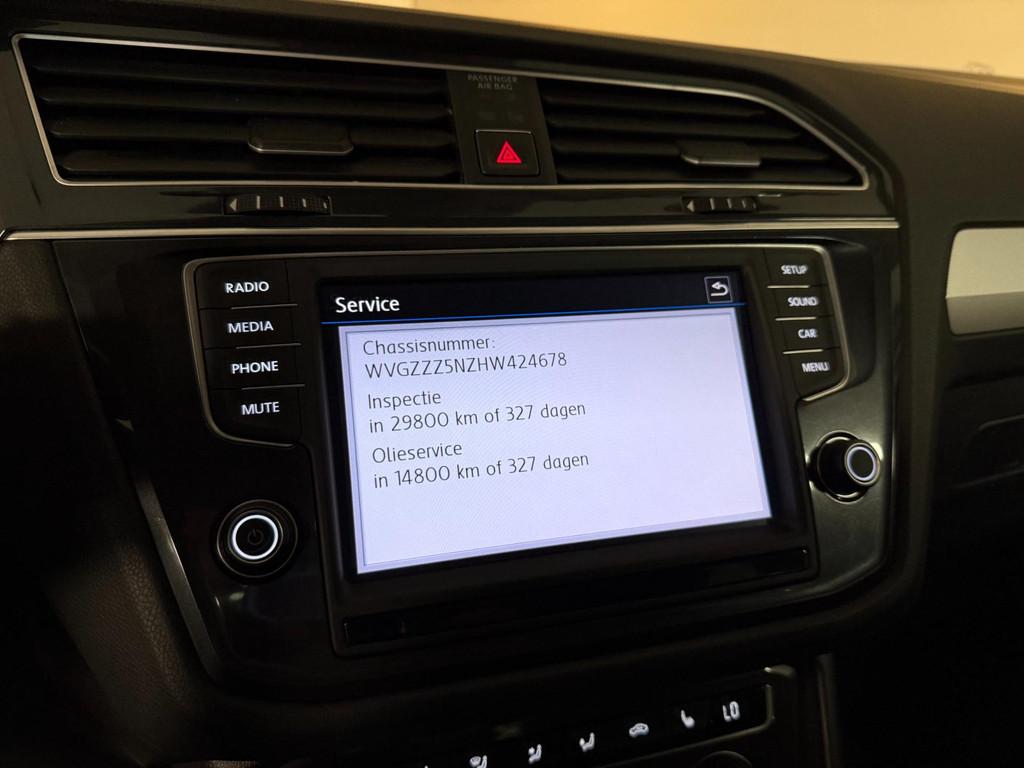 PASSENGER
AIR BAG
RADIO
MEDIA
PHONE
MUTE
Service
Chassisnummer:
WVGZZZ5NZHW424678
Inspectie
in 29800 km of 327 dagen
Olieservice
in 14800 km of 327 dagen
SETUP
SOUND
CAR
MENU
LO